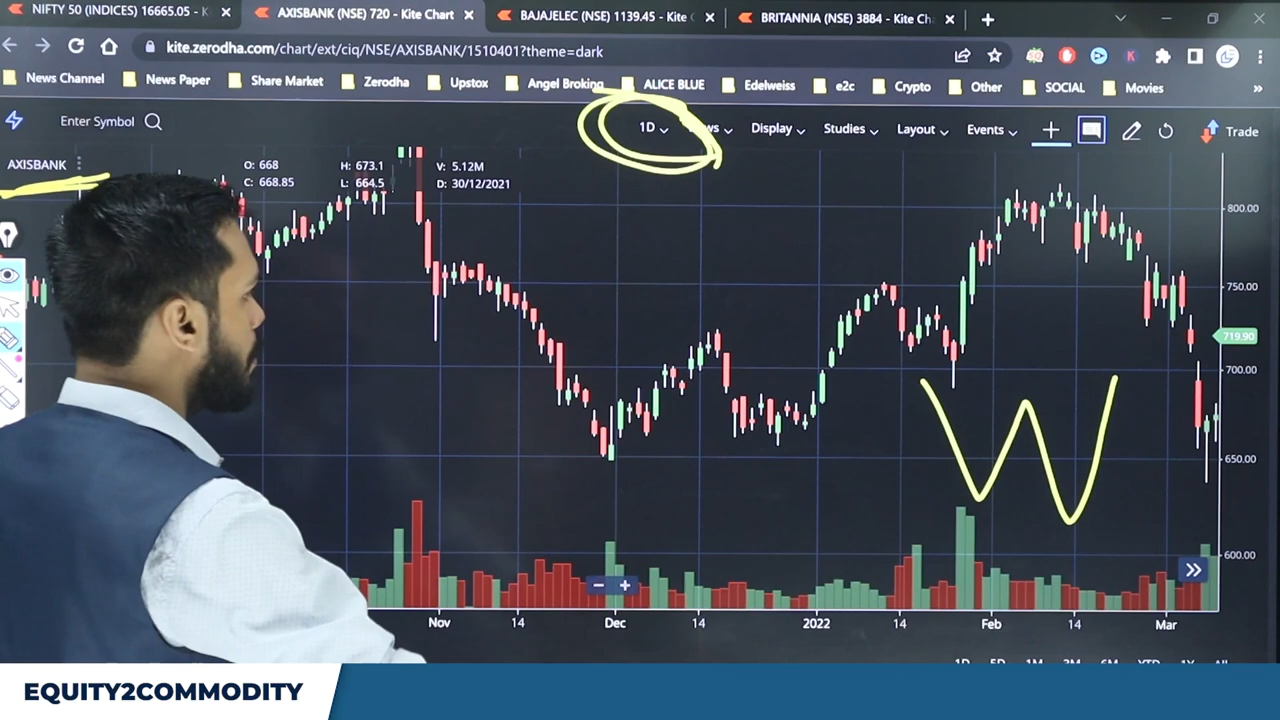 NIFTY 50 (INDICES) 16665.05 - K
AXISBANK (NSE) 720 - Kite Chart
BAJAJELEC (NSE) 1139.45 - Kite
BRITANNIA (NSE) 3884 - Kite Ch
kite.zerodha.com/chart/ext/ciq/NSE/AXISBANK/1510401?theme=dark
News Channel News Paper Share Market Zerodha Upstox Angel Broking ALICE BLUE Edelweiss e2c Crypto Other SOCIAL Movies »
Enter Symbol 1D Display Studies Layout Events Trade
AXISBANK O: 668 H: 673.1 V: 5.12M
C: 668.85 L: 664.5 D: 30/12/2021
800.00
750.00
719.90
700.00
650.00
600.00
Nov 14 Dec 14 2022 14 Feb 14 Mar
EQUITY2COMMODITY